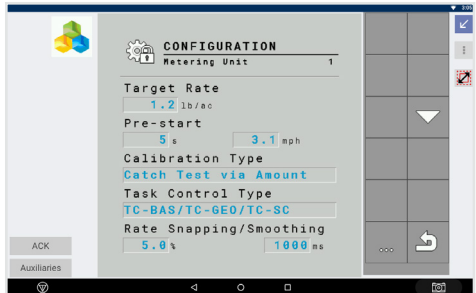 3:05
CONFIGURATION
Metering Unit 1
Target Rate
1.2 lb/ac
Pre-start
5 s 3.1 mph
Calibration Type
Catch Test via Amount
Task Control Type
TC-BAS/TC-GEO/TC-SC
Rate Snapping/Smoothing
5.0 % 1000 ms
...
ACK
Auxiliaries